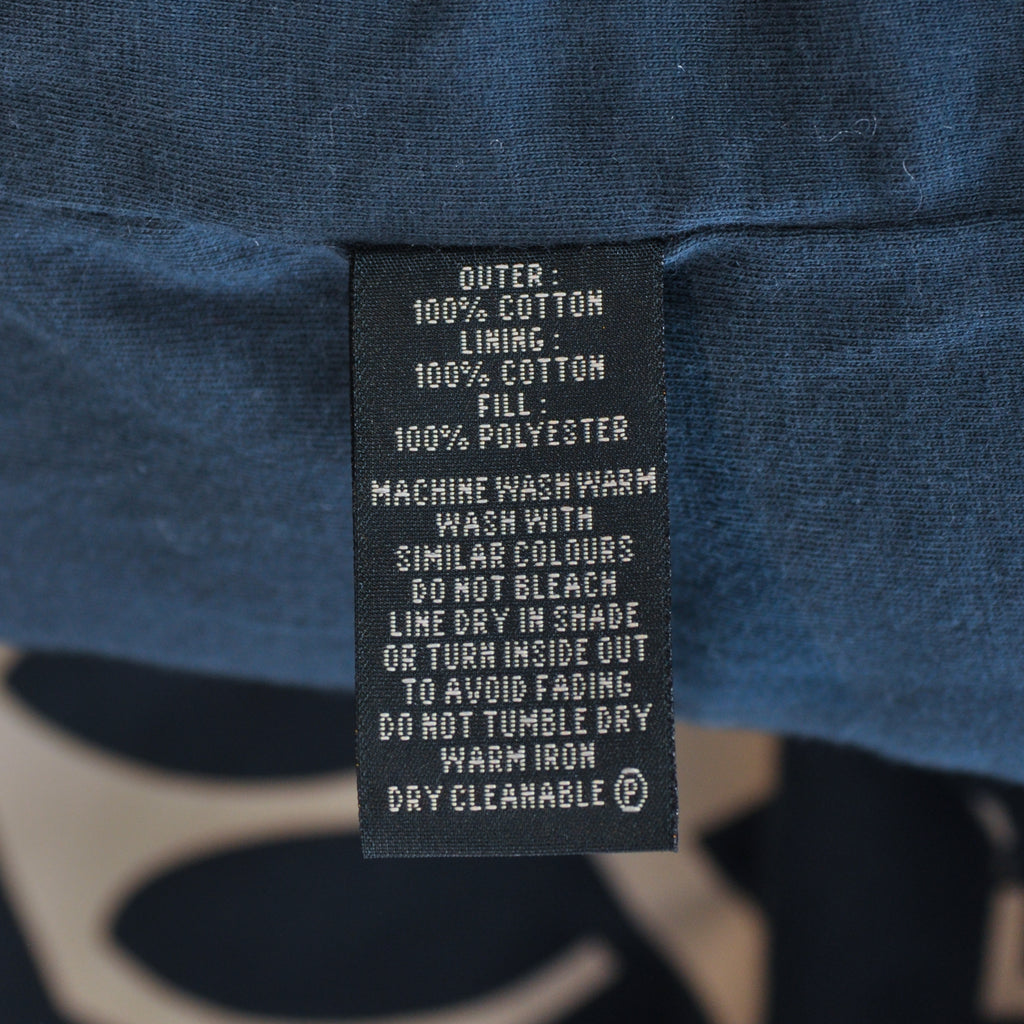 OUTER :
100% COTTON
LINING :
100% COTTON
FILL :
100% POLYESTER
MACHINE WASH WARM
WASH WITH
SIMILAR COLOURS
DO NOT BLEACH
LINE DRY IN SHADE
OR TURN INSIDE OUT
TO AVOID FADING
DO NOT TUMBLE DRY
WARM IRON
DRY CLEANABLE Ⓟ